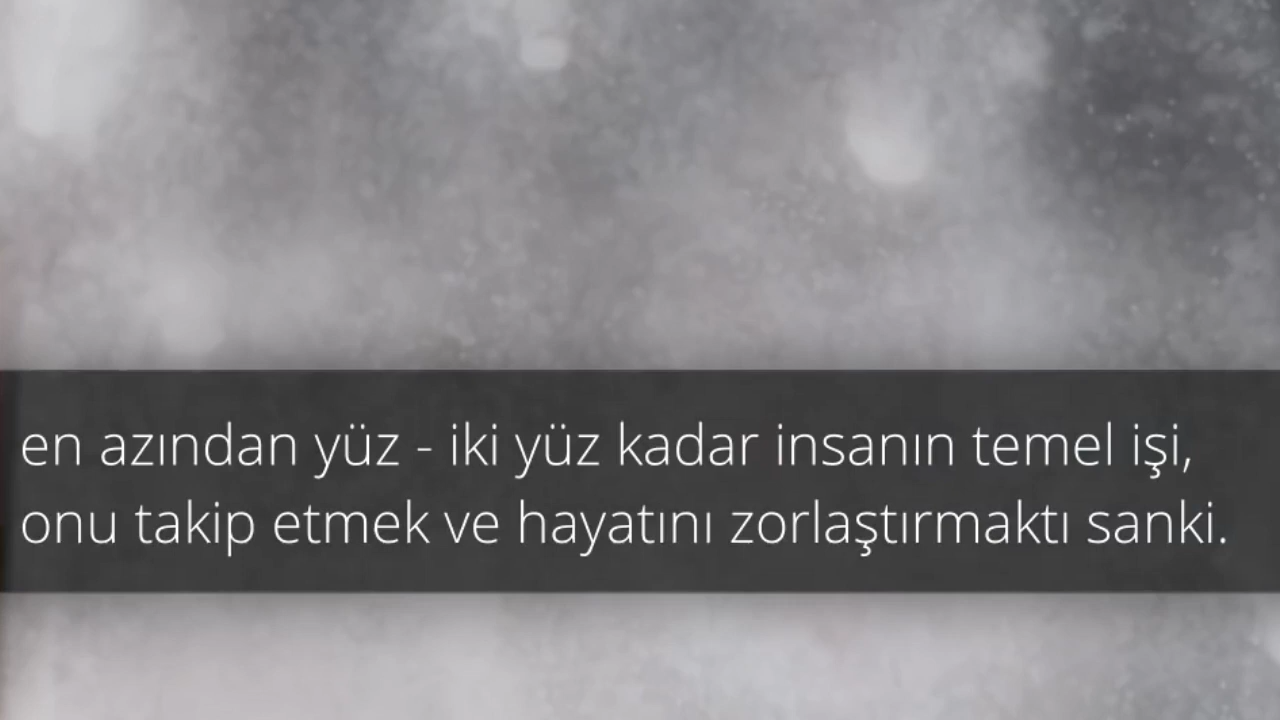 en azından yüz - iki yüz kadar insanın temel işi,
onu takip etmek ve hayatını zorlaştırmaktı sanki.